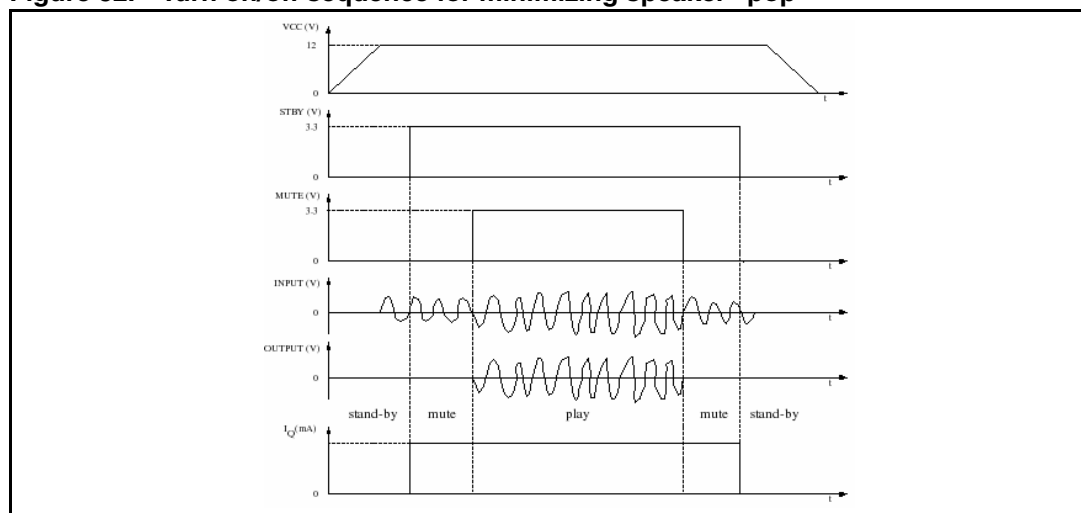 VCC (V)
12
0
t
STBY (V)
3.3
0
t
MUTE (V)
3.3
0
t
INPUT (V)
0
t
OUTPUT (V)
0
t
stand-by mute play mute stand-by
IQ(mA)
0
t